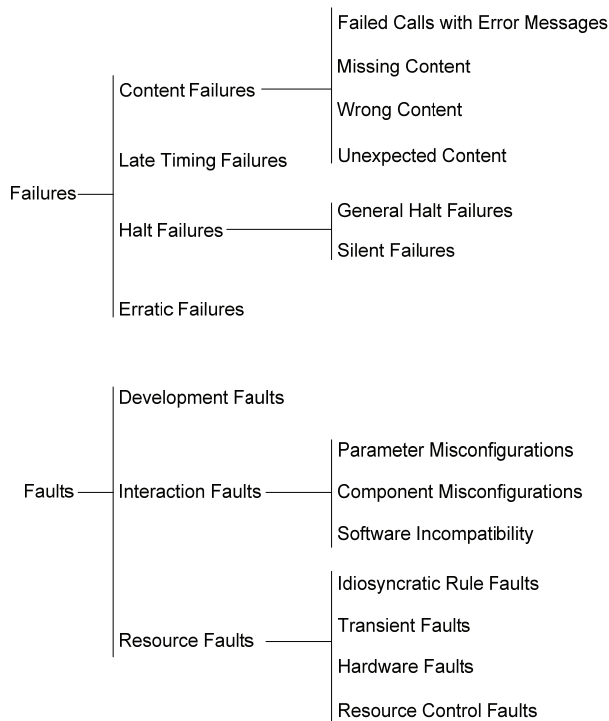 Failed Calls with Error Messages
Missing Content
Content Failures
Wrong Content
Late Timing Failures
Unexpected Content
Failures
General Halt Failures
Halt Failures
Silent Failures
Erratic Failures
Development Faults
Parameter Misconfigurations
Faults
Interaction Faults
Component Misconfigurations
Software Incompatibility
Idiosyncratic Rule Faults
Transient Faults
Resource Faults
Hardware Faults
Resource Control Faults